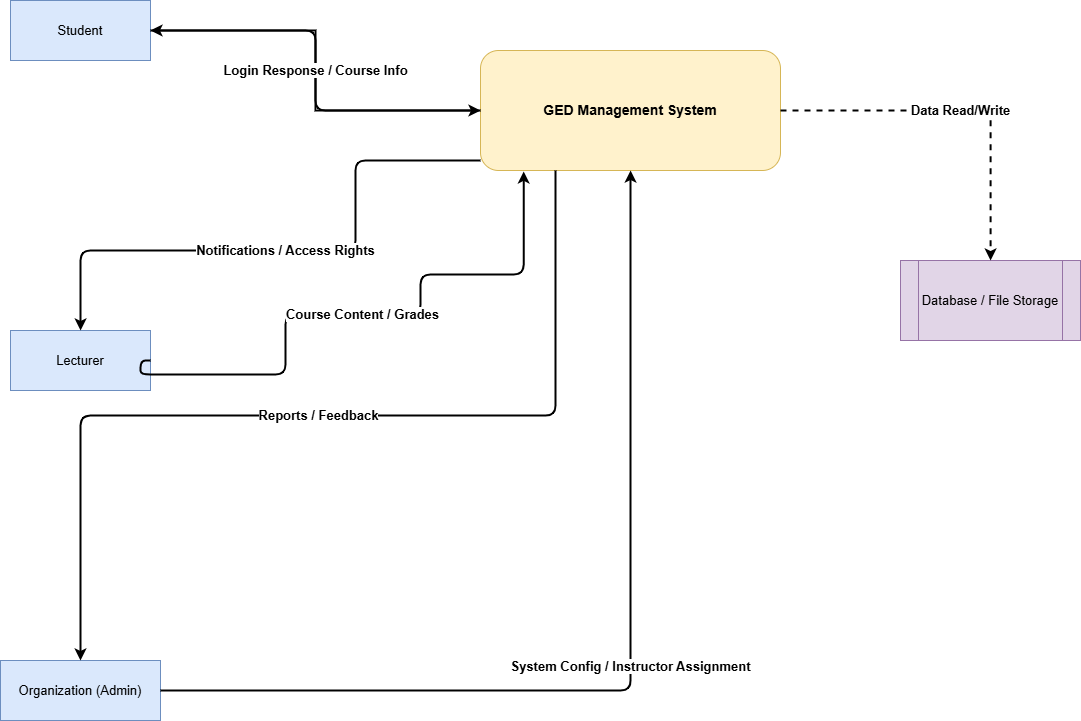 Student
Login Response / Course Info
GED Management System
Data Read/Write
Notifications / Access Rights
Database / File Storage
Course Content / Grades
Lecturer
Reports / Feedback
System Config / Instructor Assignment
Organization (Admin)